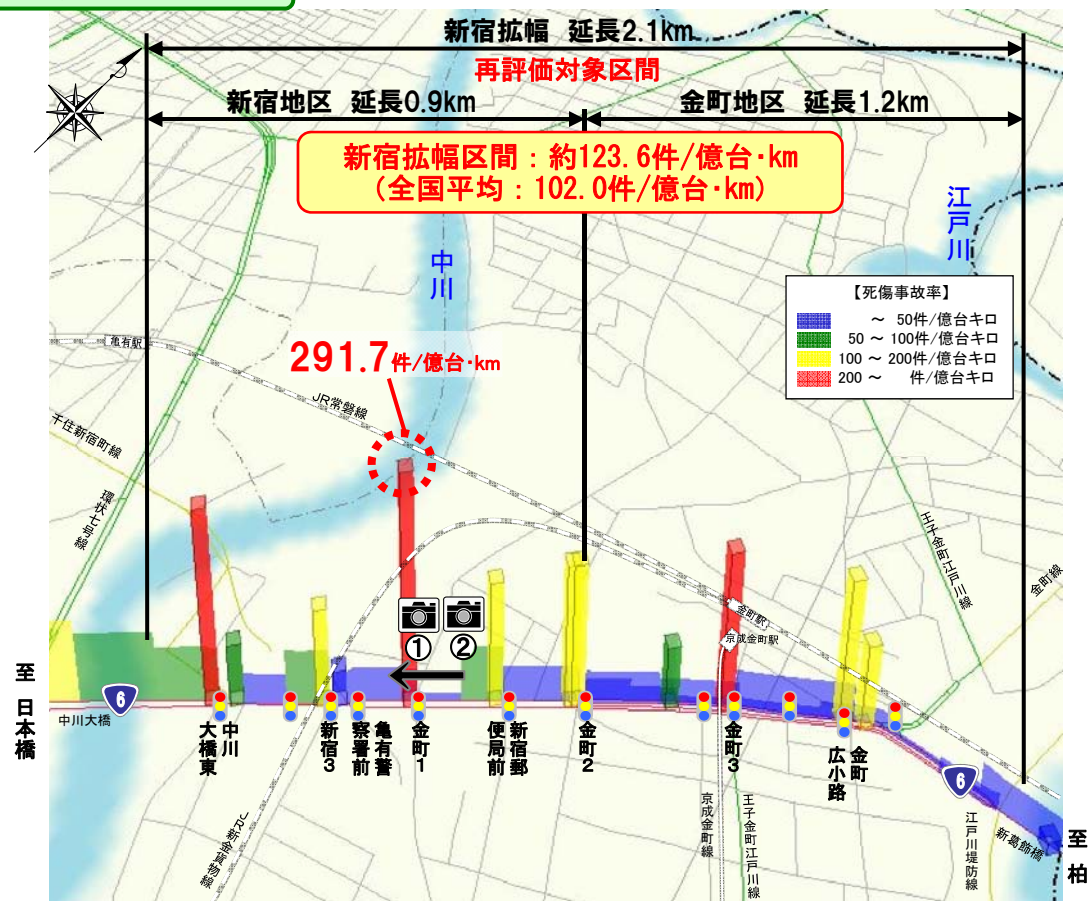 新宿拡幅 延長2.1km
再評価対象区間
新宿地区 延長0.9km
金町地区 延長1.2km
新宿拡幅区間：約123.6件/億台・km
(全国平均：102.0件/億台・km)
江戸川
中川
【死傷事故率】
～ 50件/億台キロ
50 ～ 100件/億台キロ
100 ～ 200件/億台キロ
200 ～ 件/億台キロ
亀有駅
291.7件/億台・km
JR常磐線
千住新宿町線
環状七号線
王子金町江戸川線
金町線
金町駅
京成金町駅
①
②
至 日本橋
6
中川大橋
中川
大橋東
新宿3
亀有警
察署前
金町1
新宿郵
便局前
金町2
金町3
金町
広小路
6
JR新金貨物線
京成金町線
王子金町江戸川線
江戸川堤防線
新葛飾橋
至 柏